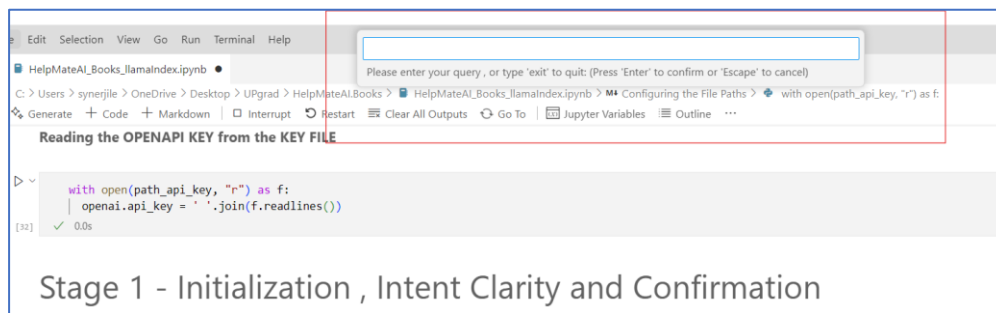 Edit Selection View Go Run Terminal Help
Please enter your query , or type 'exit' to quit: (Press 'Enter' to confirm or 'Escape' to cancel)
HelpMateAI_Books_llamaIndex.ipynb
C: > Users > synerjile > OneDrive > Desktop > UPgrad > HelpMateAI.Books > HelpMateAI_Books_llamaIndex.ipynb > M↓ Configuring the File Paths > with open(path_api_key, "r") as f:
Generate + Code + Markdown Interrupt Restart Clear All Outputs Go To Jupyter Variables Outline ...
Reading the OPENAPI KEY from the KEY FILE
with open(path_api_key, "r") as f:
openai.api_key = ' '.join(f.readlines())
[32] ✓ 0.0s
Stage 1 - Initialization , Intent Clarity and Confirmation